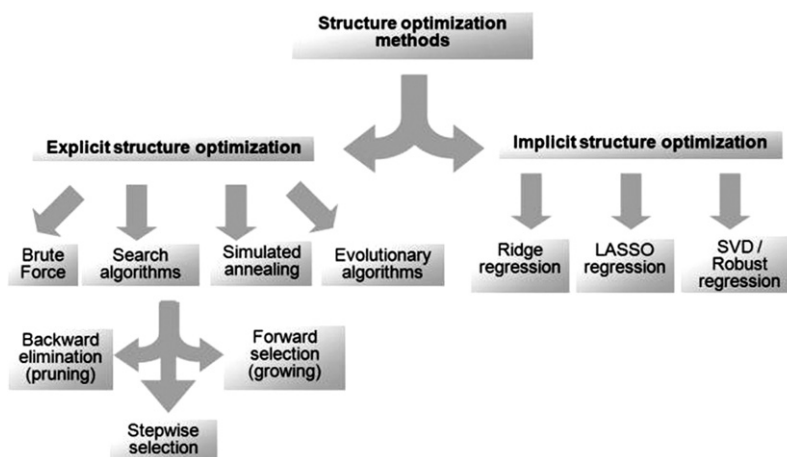 Structure optimization
methods
Explicit structure optimization
Implicit structure optimization
Brute
Force
Search
algorithms
Simulated
annealing
Evolutionary
algorithms
Ridge
regression
LASSO
regression
SVD /
Robust
regression
Backward
elimination
(pruning)
Forward
selection
(growing)
Stepwise
selection